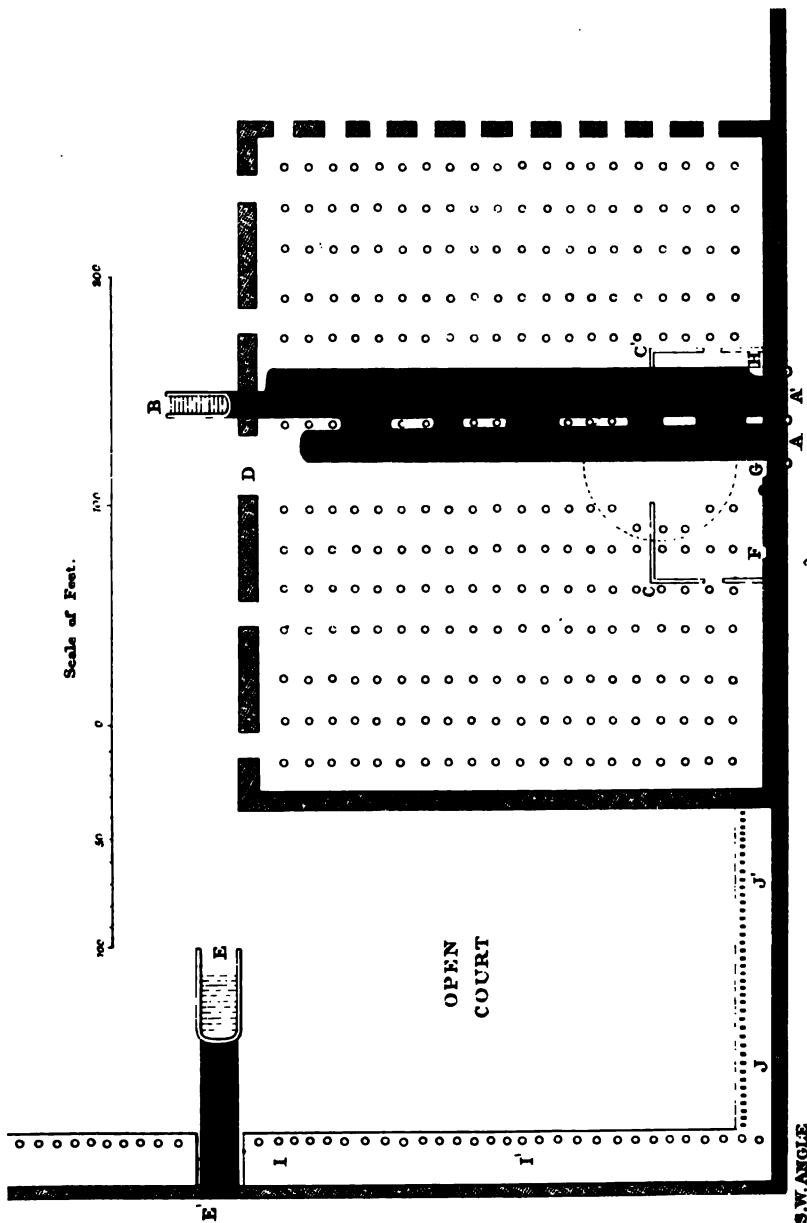 Scale of Feet.
100
50
0
100
200
B
D
E
E'
OPEN
COURT
C'
C
H
G
F
A
A'
I
I'
J
J'
S.W. ANGLE